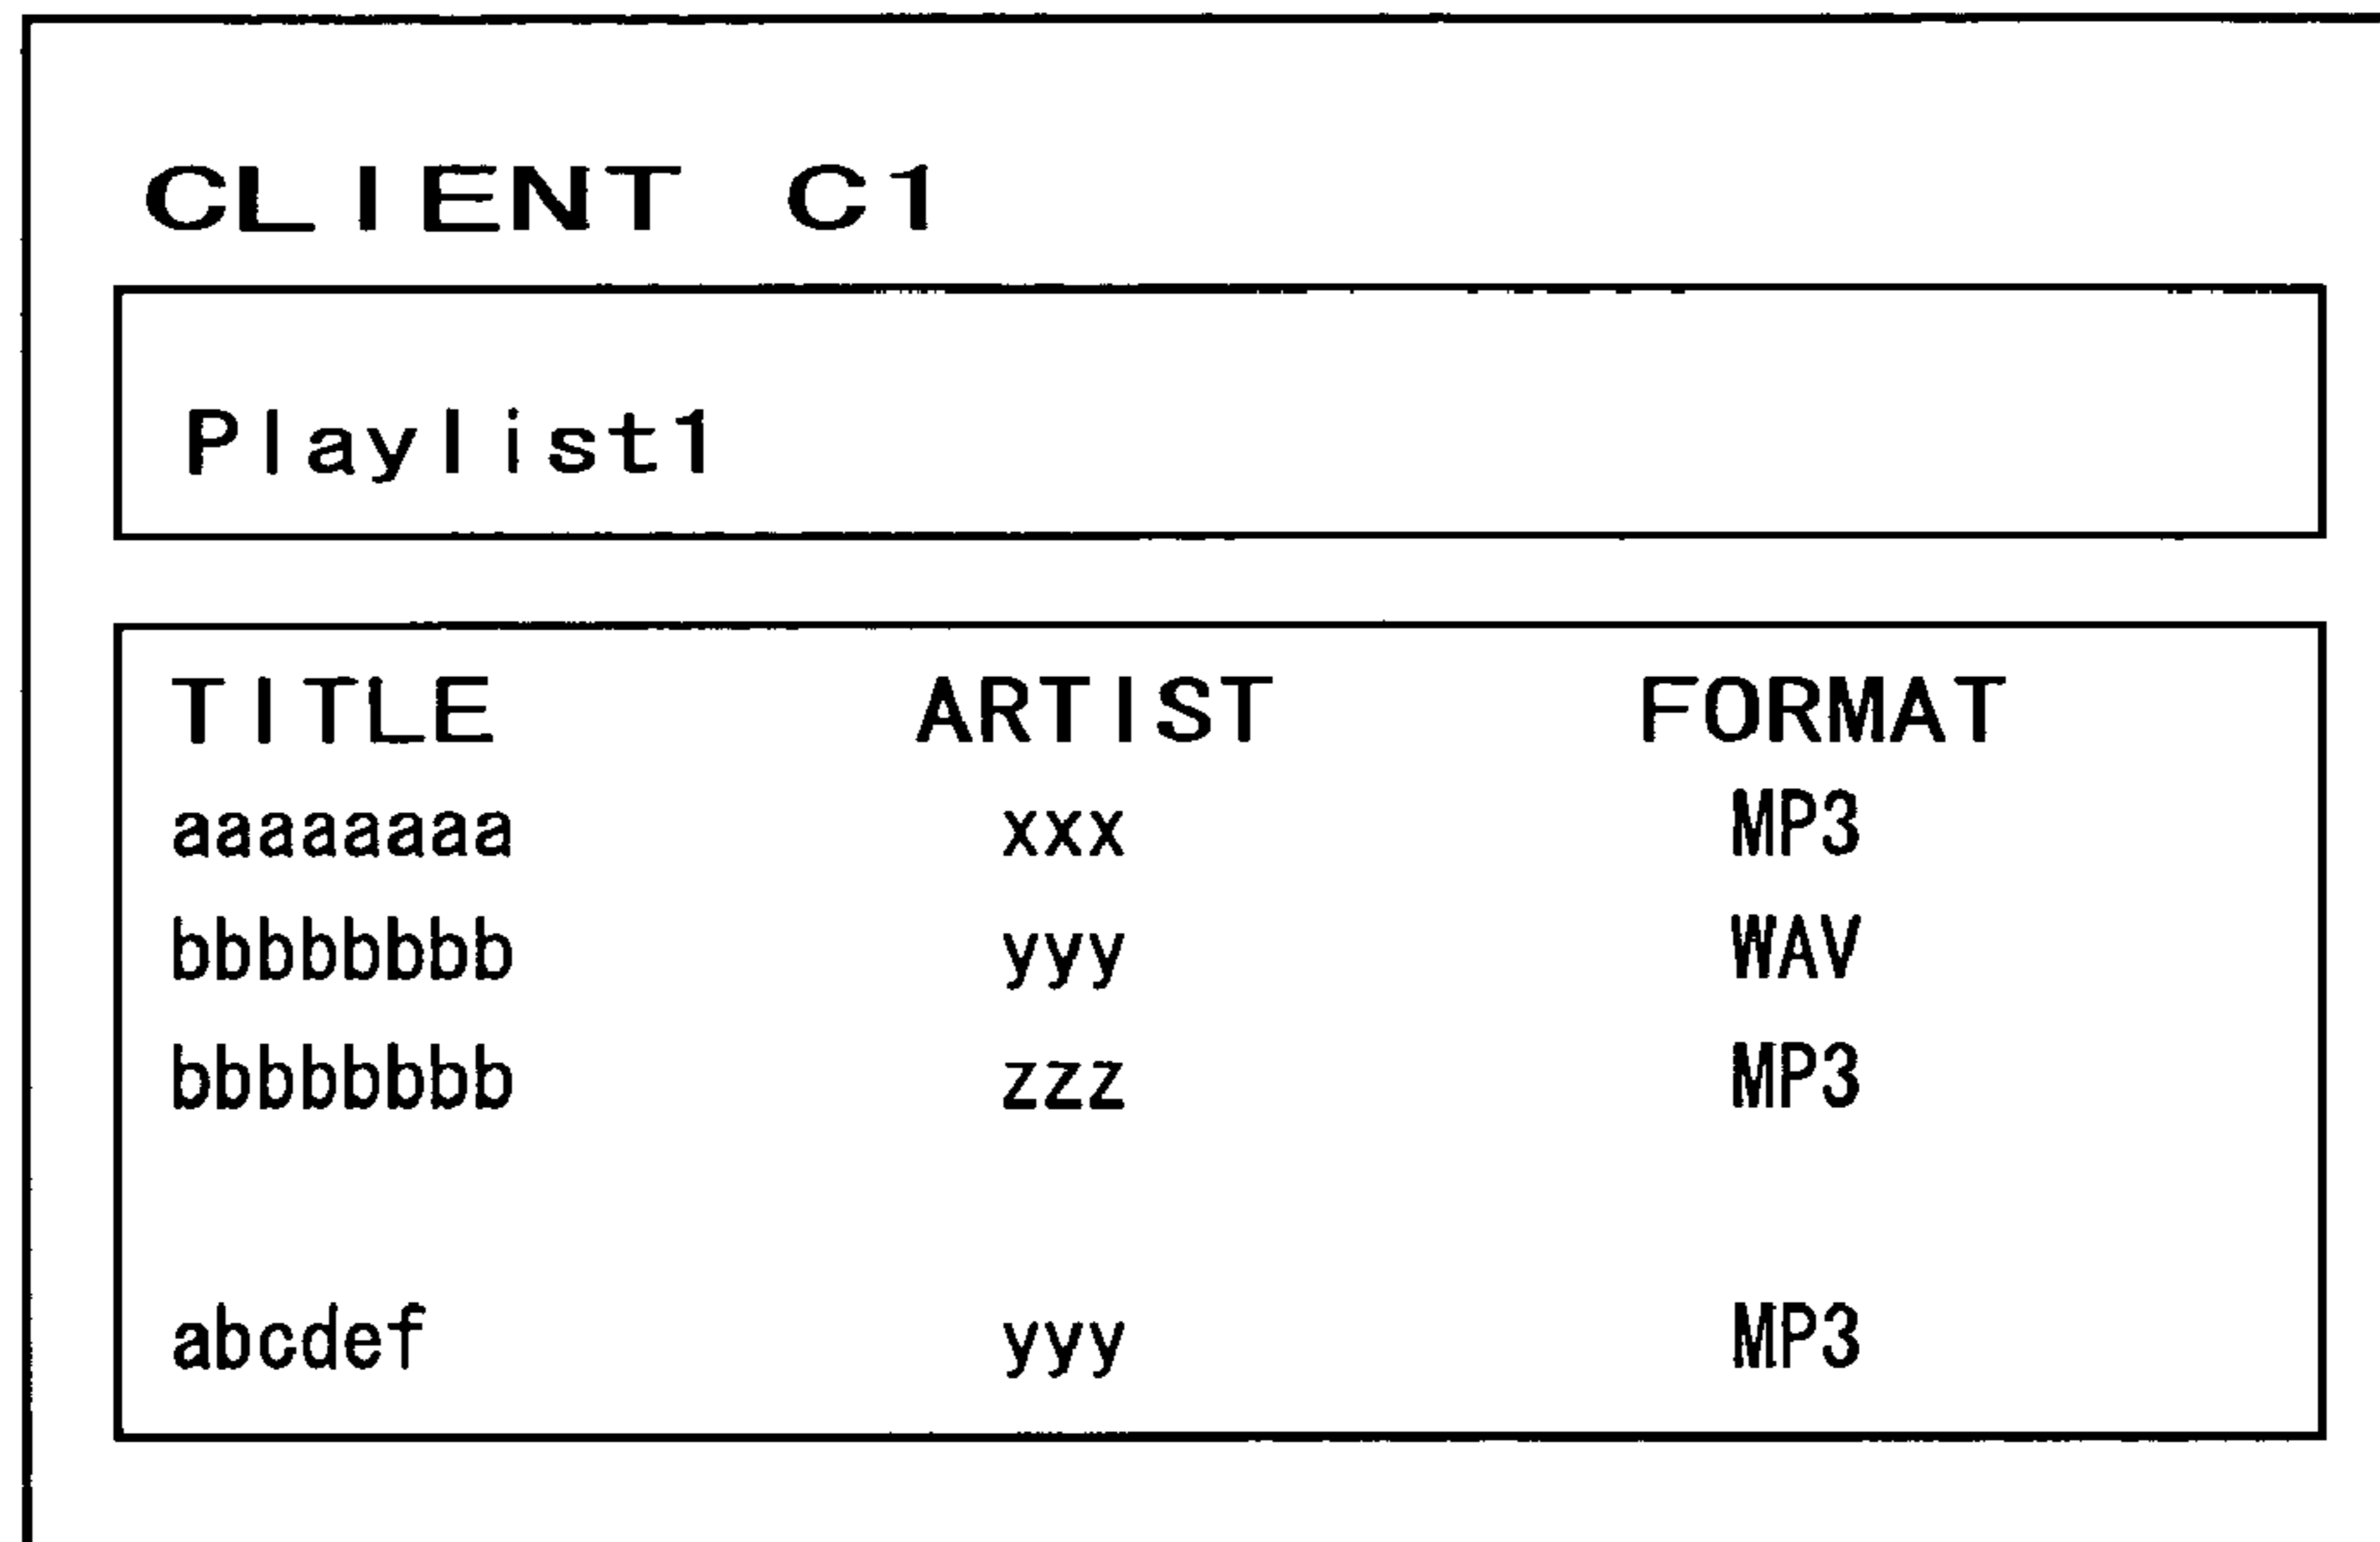 CLIENT C1
Playlist1
TITLE ARTIST FORMAT
aaaaaaaa xxx MP3
bbbbbbbb yyy WAV
bbbbbbbb zzz MP3
abcdef yyy MP3